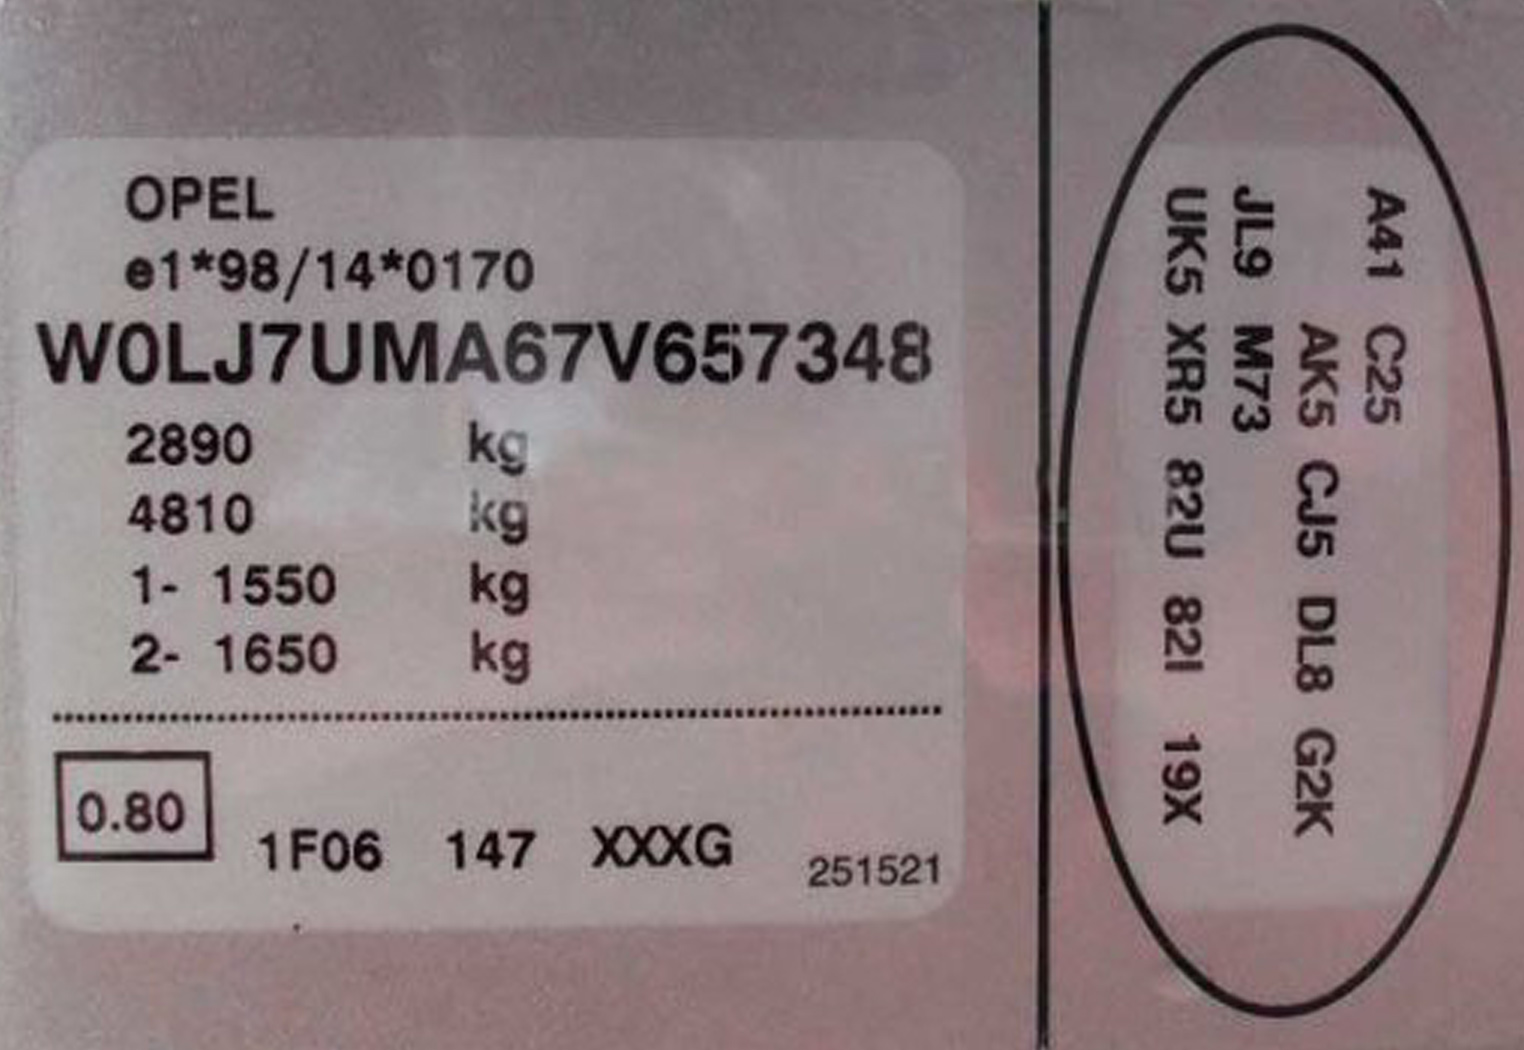 OPEL
e1*98/14*0170
W0LJ7UMA67V657348
2890 kg
4810 kg
1- 1550 kg
2- 1650 kg
0.80 1F06 147 XXXG 251521
A41 C25
AK5 CJ5 DL8 G2K
JL9 M73
UK5 XR5 82U 82I 19X